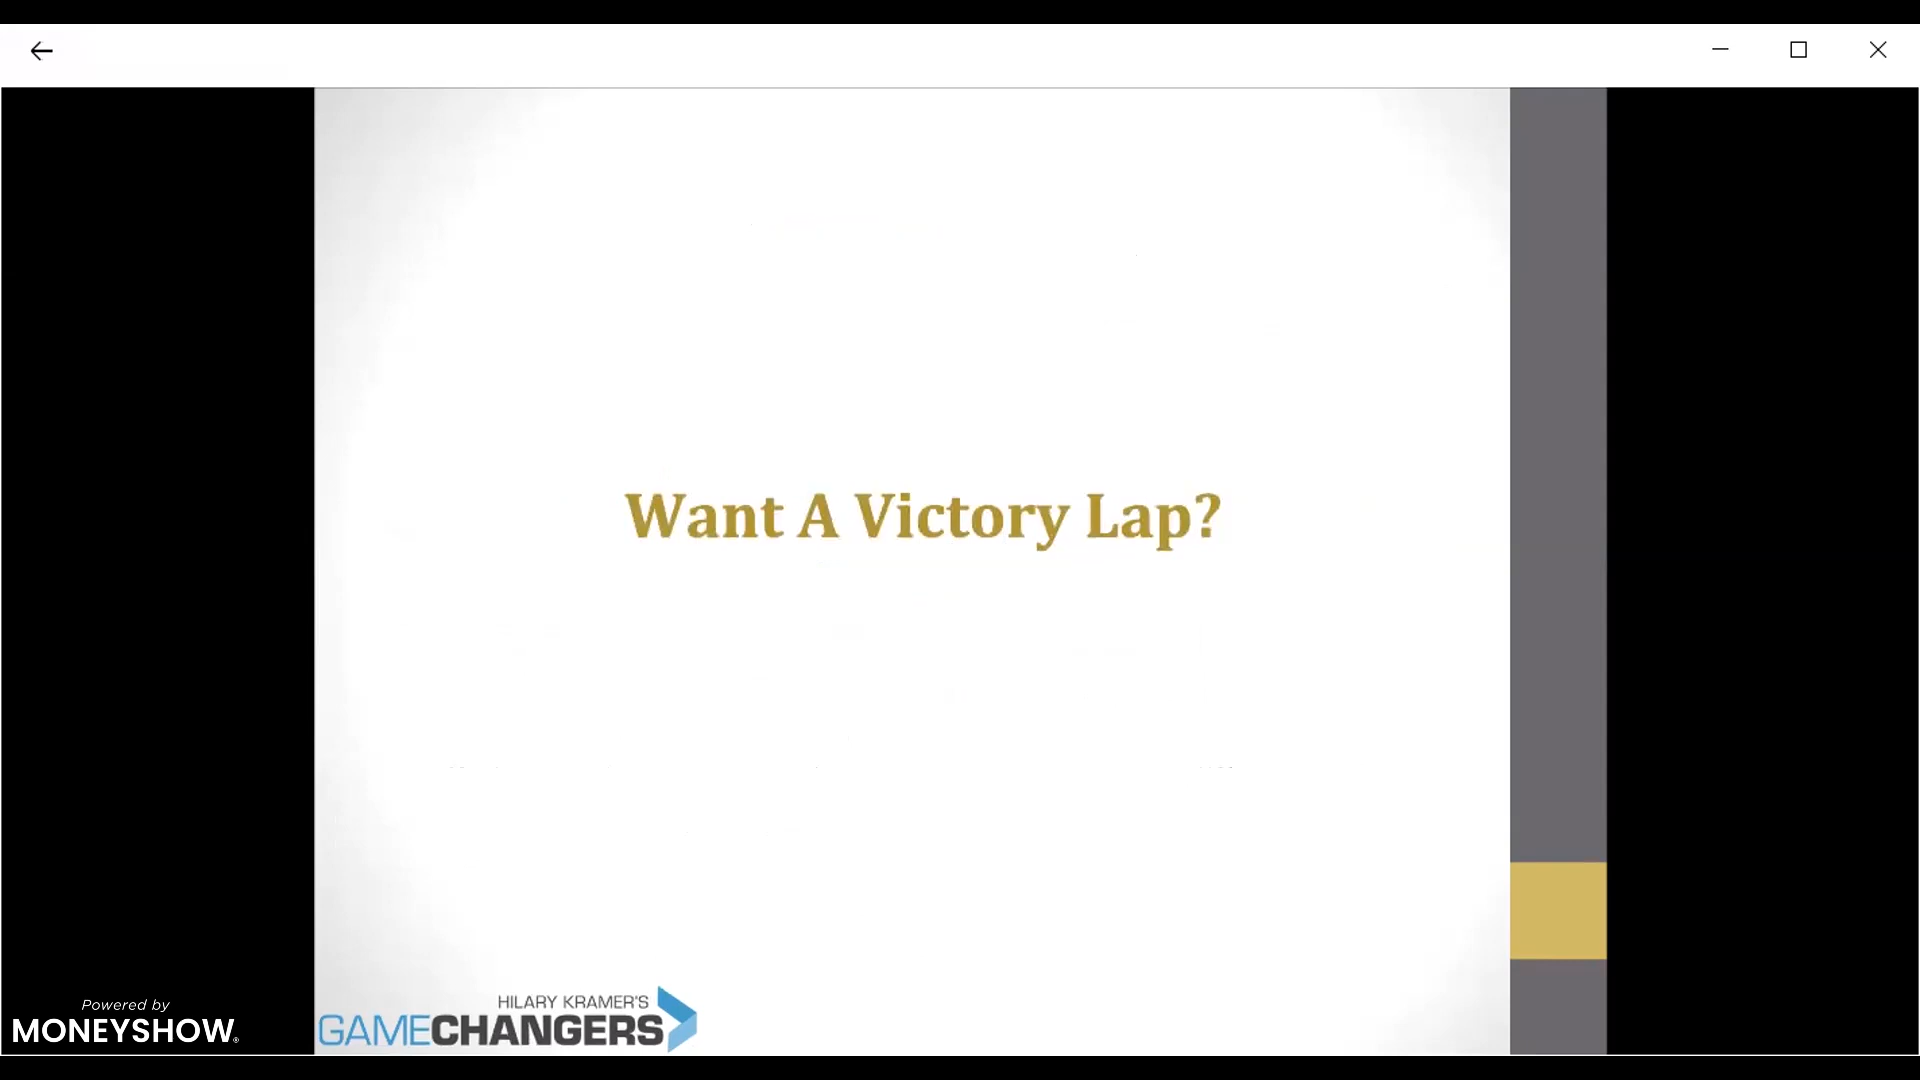 Want A Victory Lap?
HILARY KRAMER'S
GAMECHANGERS
Powered by
MONEYSHOW®